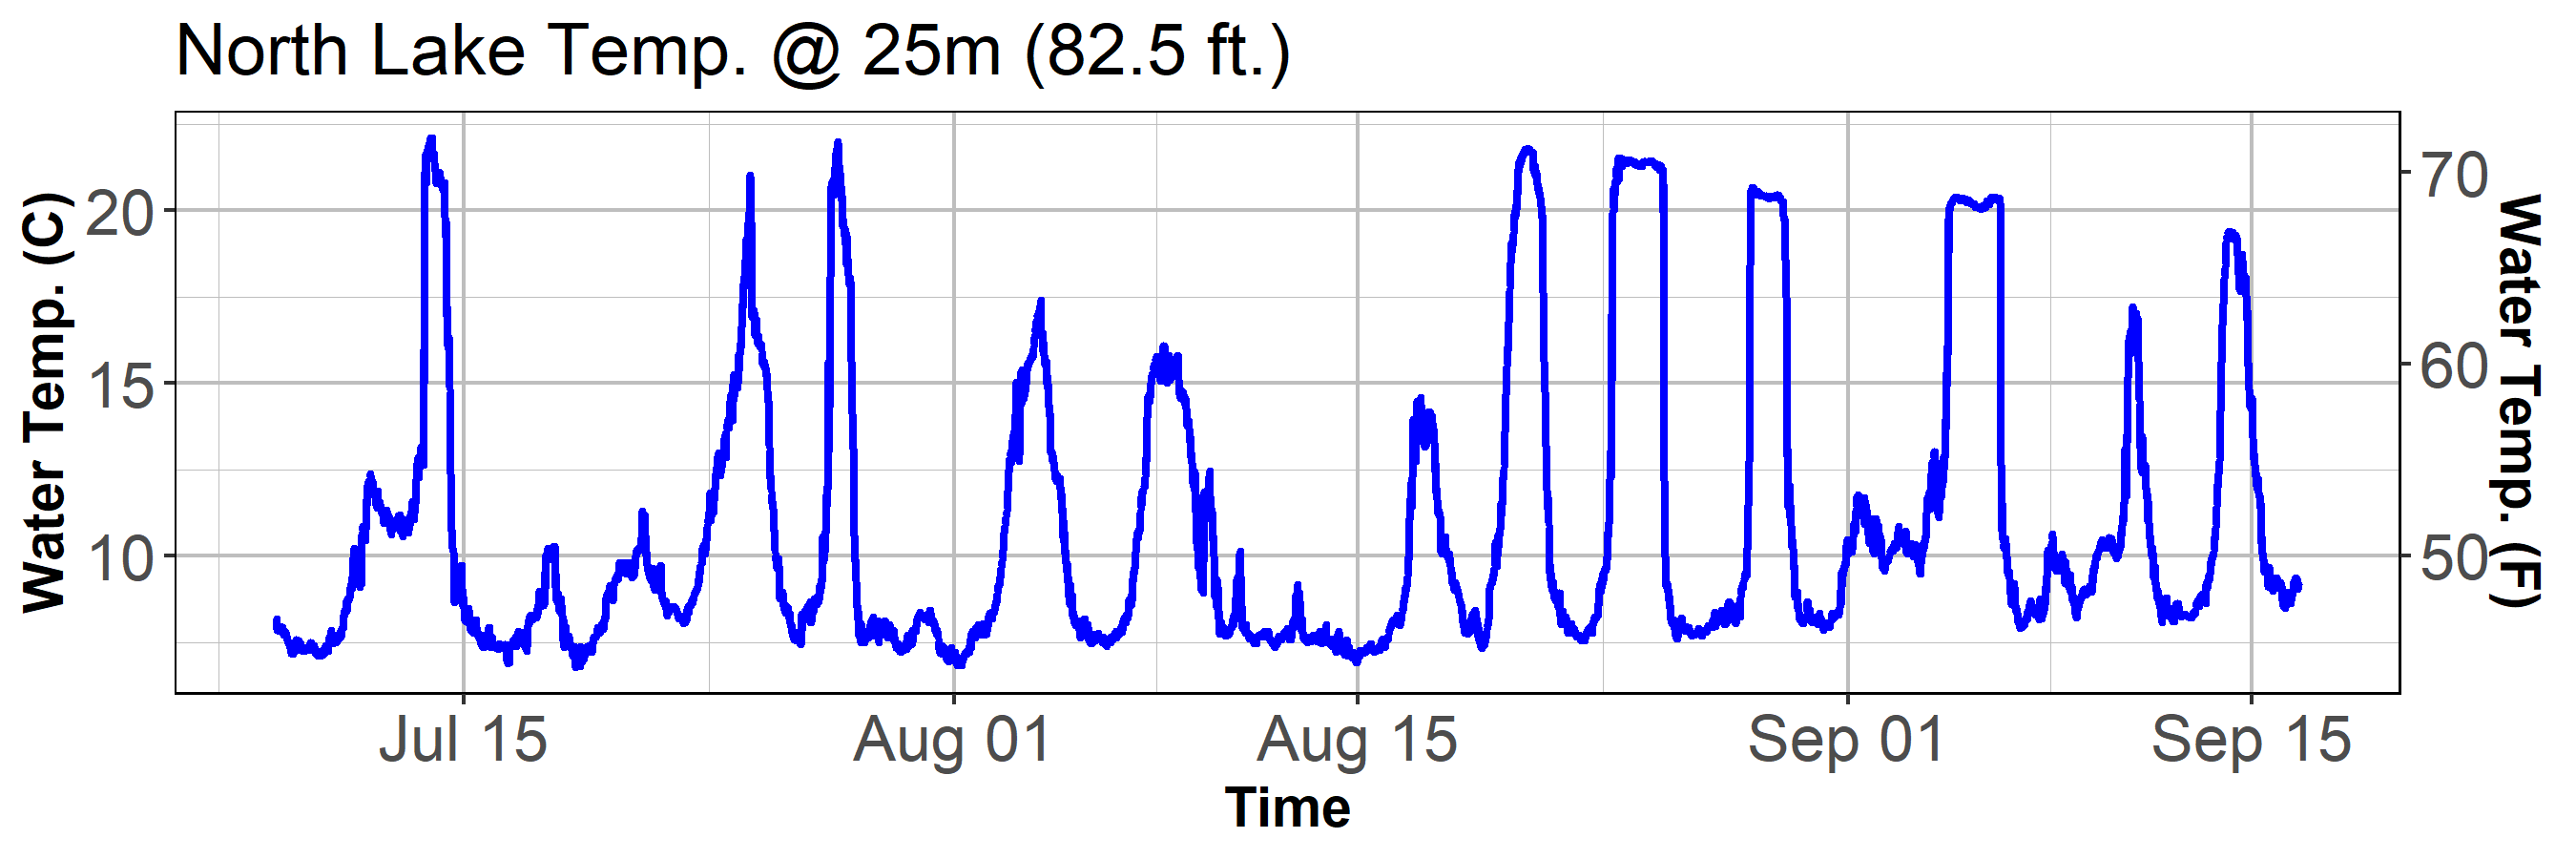 North Lake Temp. @ 25m (82.5 ft.)
Water Temp. (C)
20
15
10
70
60
50
Water Temp. (F)
Jul 15
Aug 01
Aug 15
Sep 01
Sep 15
Time